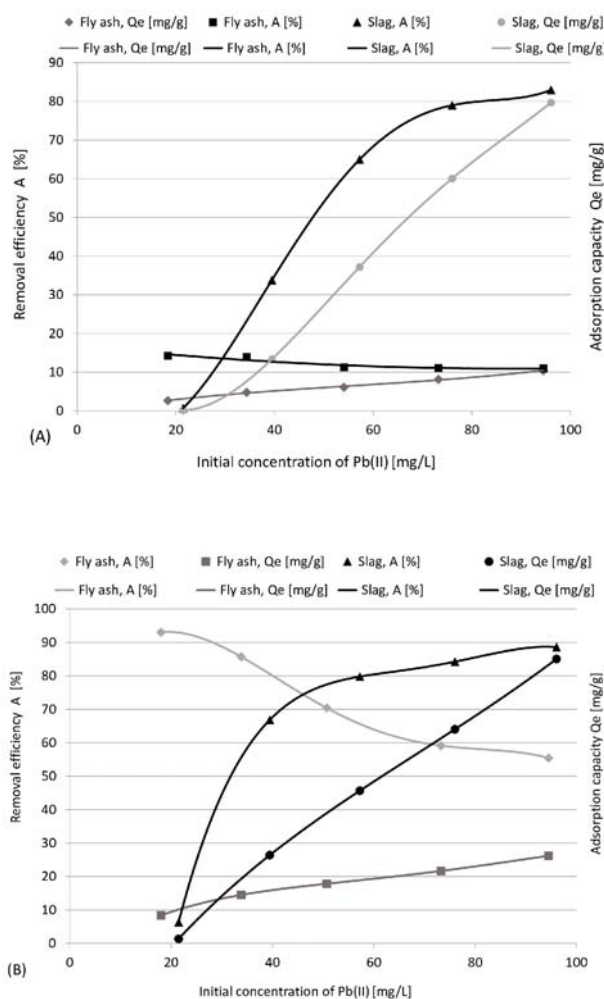 Fly ash, Qe [mg/g] Fly ash, A [%] Slag, A [%] Slag, Qe [mg/g]
Fly ash, Qe [mg/g] Fly ash, A [%] Slag, A [%] Slag, Qe [mg/g]
90
80
70
60
50
40
30
20
10
0
Removal efficiency A [%]
Adsorption capacity Qe [mg/g]
0 20 40 60 80 100
(A)
Initial concentration of Pb(II) [mg/L]
Fly ash, A [%] Fly ash, Qe [mg/g] Slag, A [%] Slag, Qe [mg/g]
Fly ash, A [%] Fly ash, Qe [mg/g] Slag, A [%] Slag, Qe [mg/g]
100
90
80
70
60
50
40
30
20
10
0
Removal efficiency A [%]
Adsorption capacity Qe [mg/g]
0 20 40 60 80 100
(B)
Initial concentration of Pb(II) [mg/L]